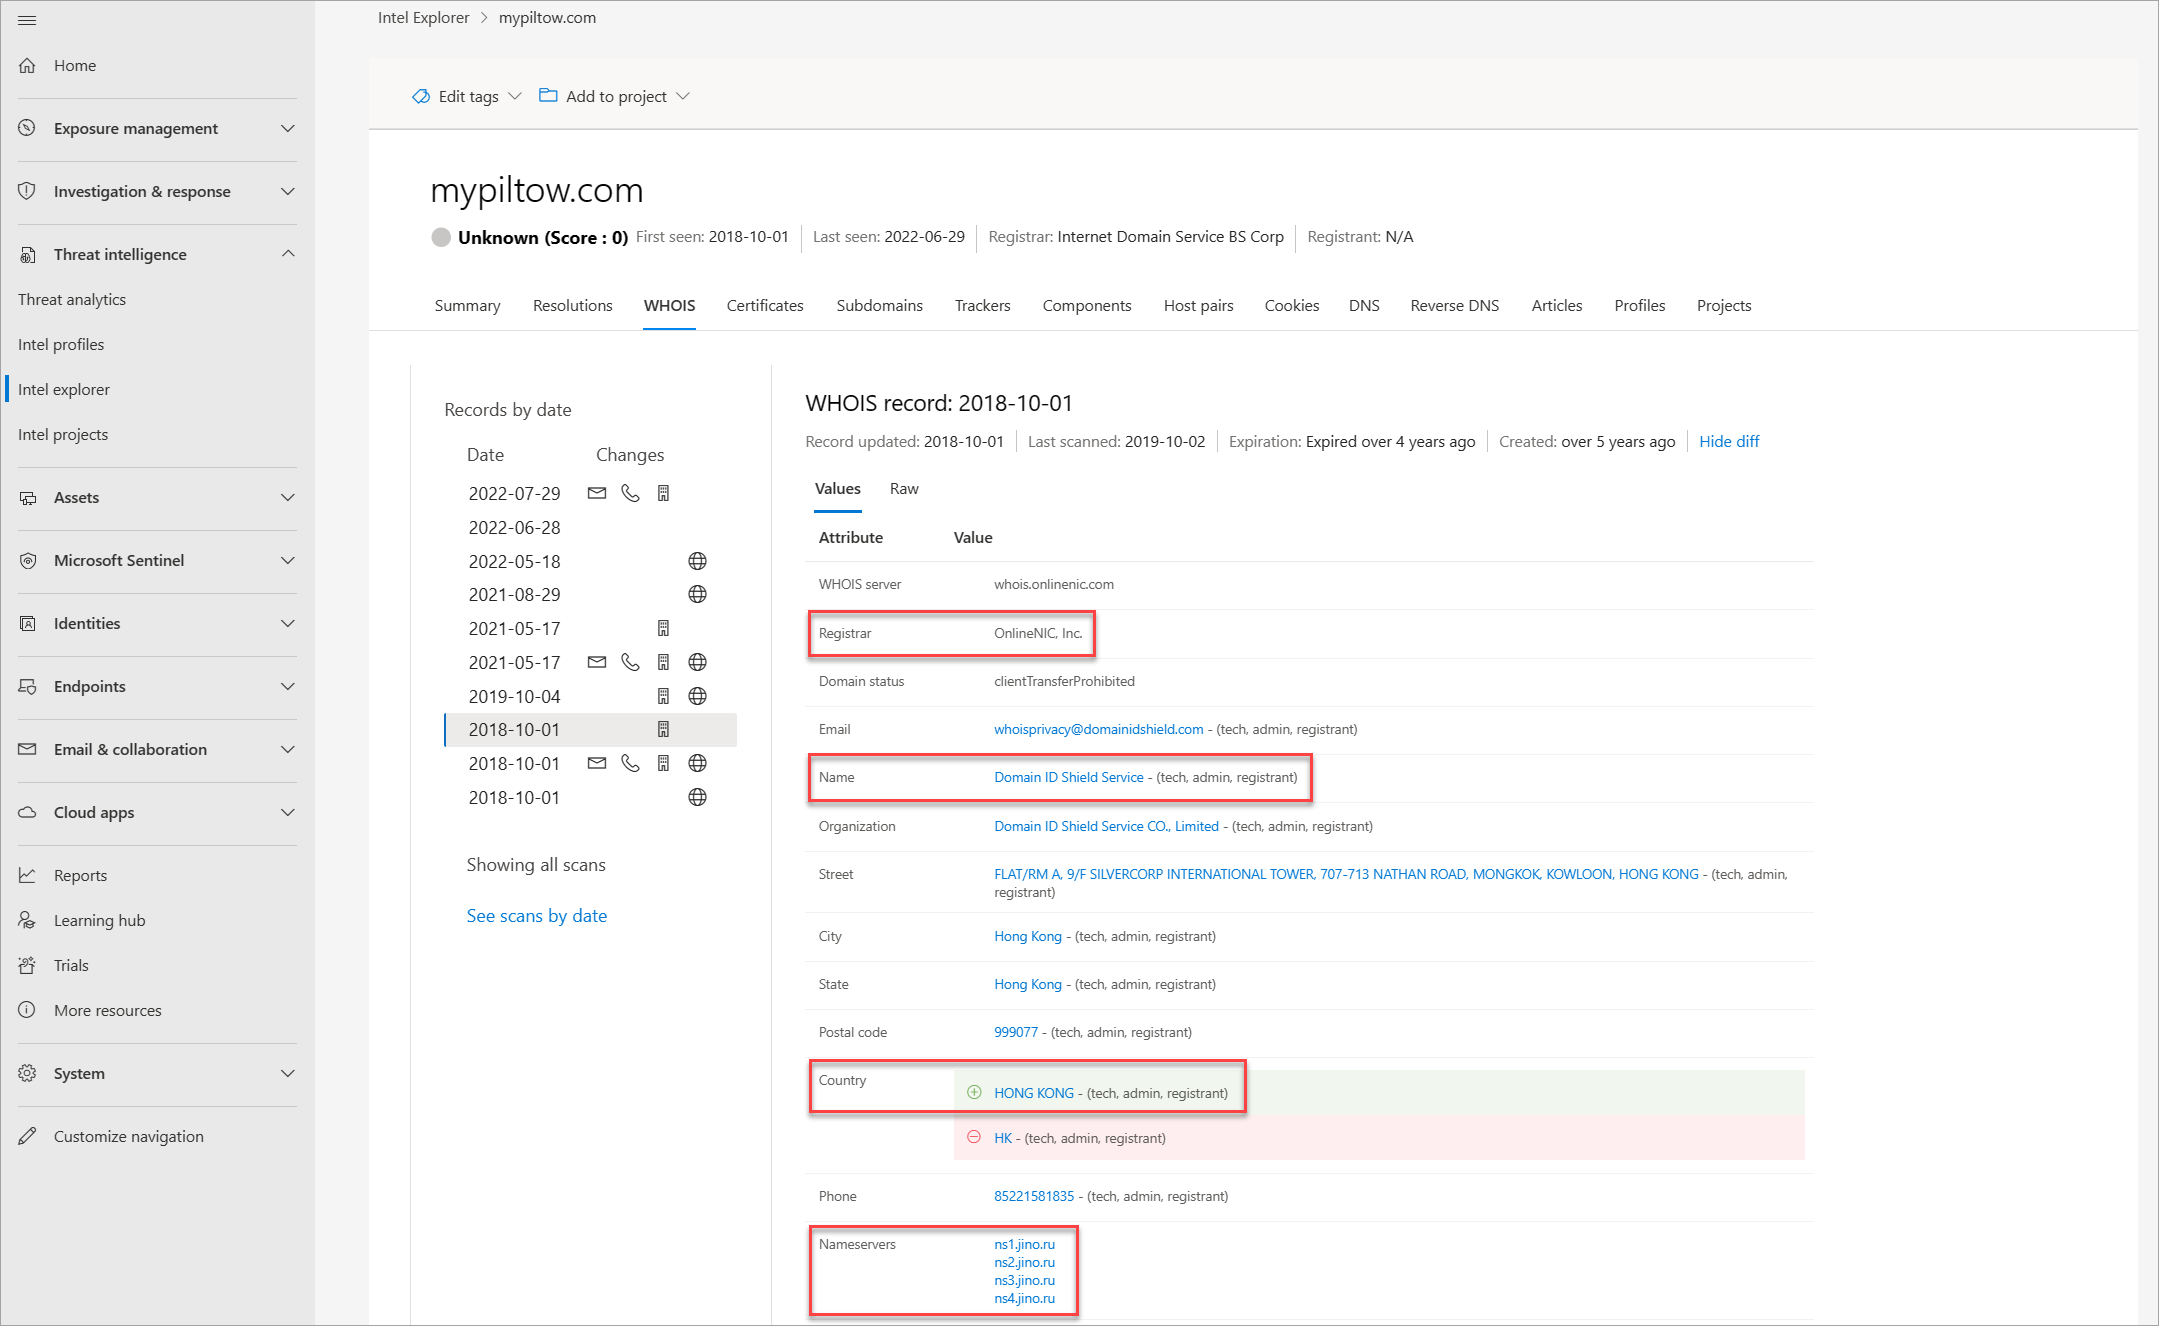 Intel Explorer > mypiltow.com
Home
Exposure management
Investigation & response
Threat intelligence
Threat analytics
Intel profiles
Intel explorer
Intel projects
Assets
Microsoft Sentinel
Identities
Endpoints
Email & collaboration
Cloud apps
Reports
Learning hub
Trials
More resources
System
Customize navigation
Edit tags
Add to project
mypiltow.com
Unknown (Score : 0) First seen: 2018-10-01 Last seen: 2022-06-29 Registrar: Internet Domain Service BS Corp Registrant: N/A
Summary Resolutions WHOIS Certificates Subdomains Trackers Components Host pairs Cookies DNS Reverse DNS Articles Profiles Projects
Records by date
Date Changes
2022-07-29
2022-06-28
2022-05-18
2021-08-29
2021-05-17
2021-05-17
2019-10-04
2018-10-01
2018-10-01
2018-10-01
Showing all scans
See scans by date
WHOIS record: 2018-10-01
Record updated: 2018-10-01 Last scanned: 2019-10-02 Expiration: Expired over 4 years ago Created: over 5 years ago Hide diff
Values Raw
Attribute Value
WHOIS server whois.onlinenic.com
Registrar OnlineNIC, Inc.
Domain status clientTransferProhibited
Email whoisprivacy@domainidshield.com - (tech, admin, registrant)
Name Domain ID Shield Service - (tech, admin, registrant)
Organization Domain ID Shield Service CO., Limited - (tech, admin, registrant)
Street FLAT/RM A, 9/F SILVERCORP INTERNATIONAL TOWER, 707-713 NATHAN ROAD, MONGKOK, KOWLOON, HONG KONG - (tech, admin,
registrant)
City Hong Kong - (tech, admin, registrant)
State Hong Kong - (tech, admin, registrant)
Postal code 999077 - (tech, admin, registrant)
Country HONG KONG - (tech, admin, registrant)
HK - (tech, admin, registrant)
Phone 85221581835 - (tech, admin, registrant)
Nameservers ns1.jino.ru
ns2.jino.ru
ns3.jino.ru
ns4.jino.ru